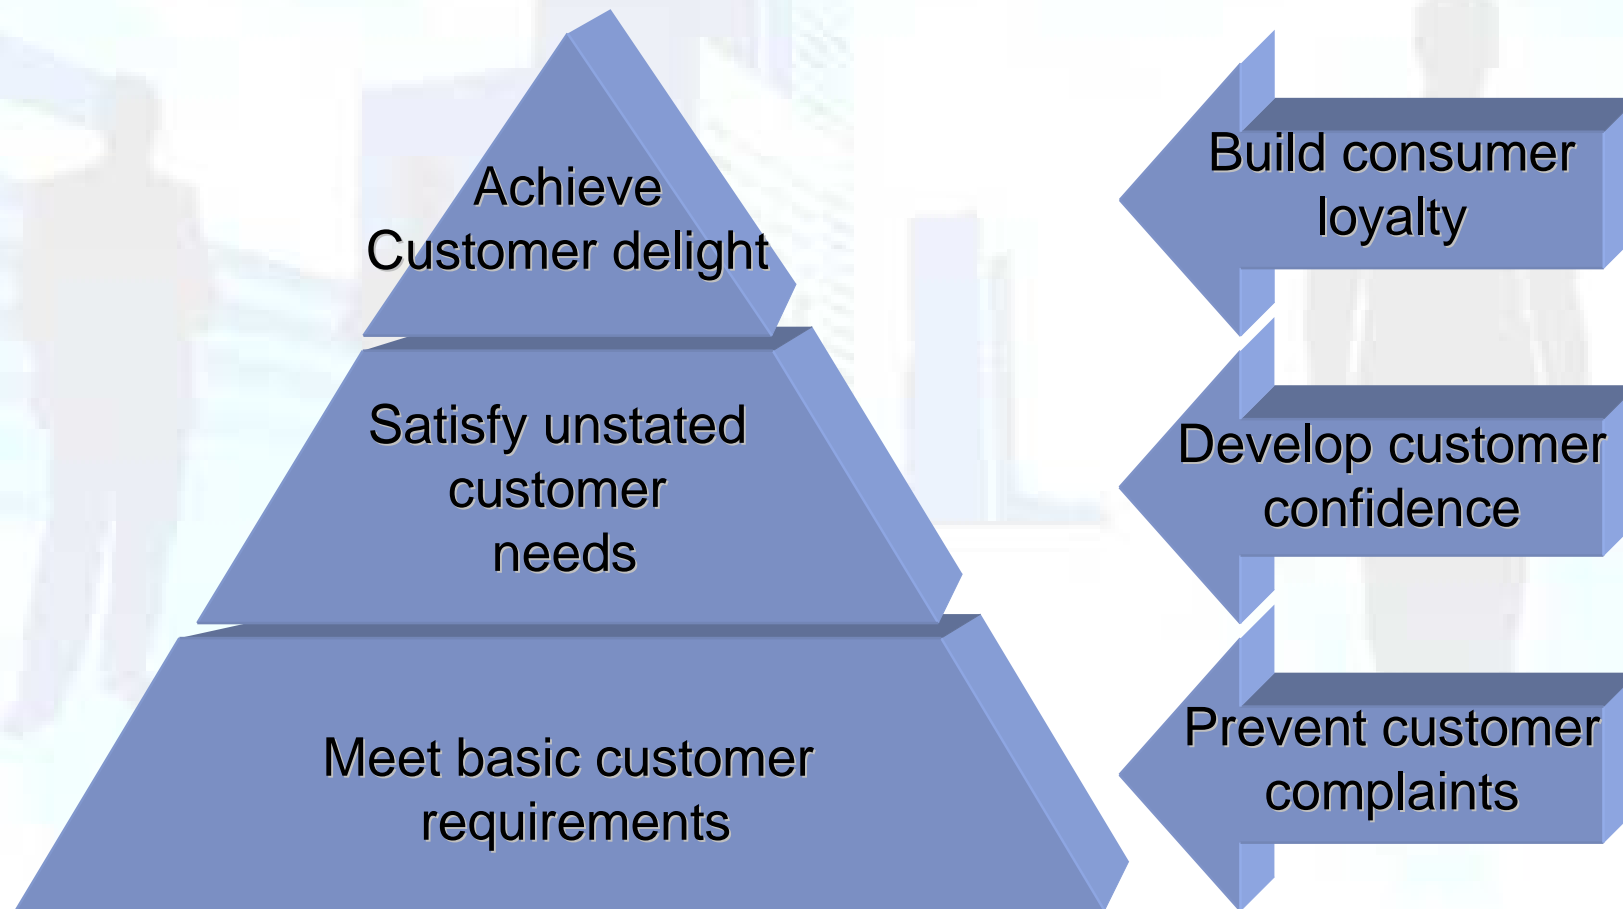 Achieve
Customer delight
Build consumer
loyalty
Satisfy unstated
customer
needs
Develop customer
confidence
Meet basic customer
requirements
Prevent customer
complaints